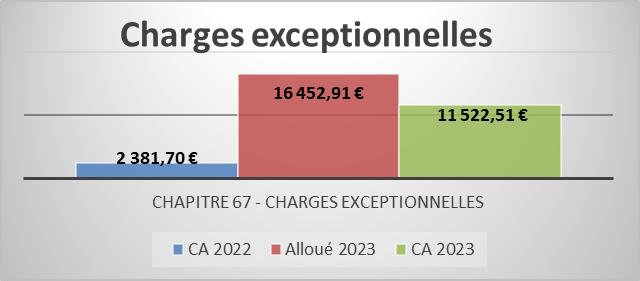 Charges exceptionnelles
16 452,91 €
11 522,51 €
2 381,70 €
CHAPITRE 67 - CHARGES EXCEPTIONNELLES
CA 2022 Alloué 2023 CA 2023